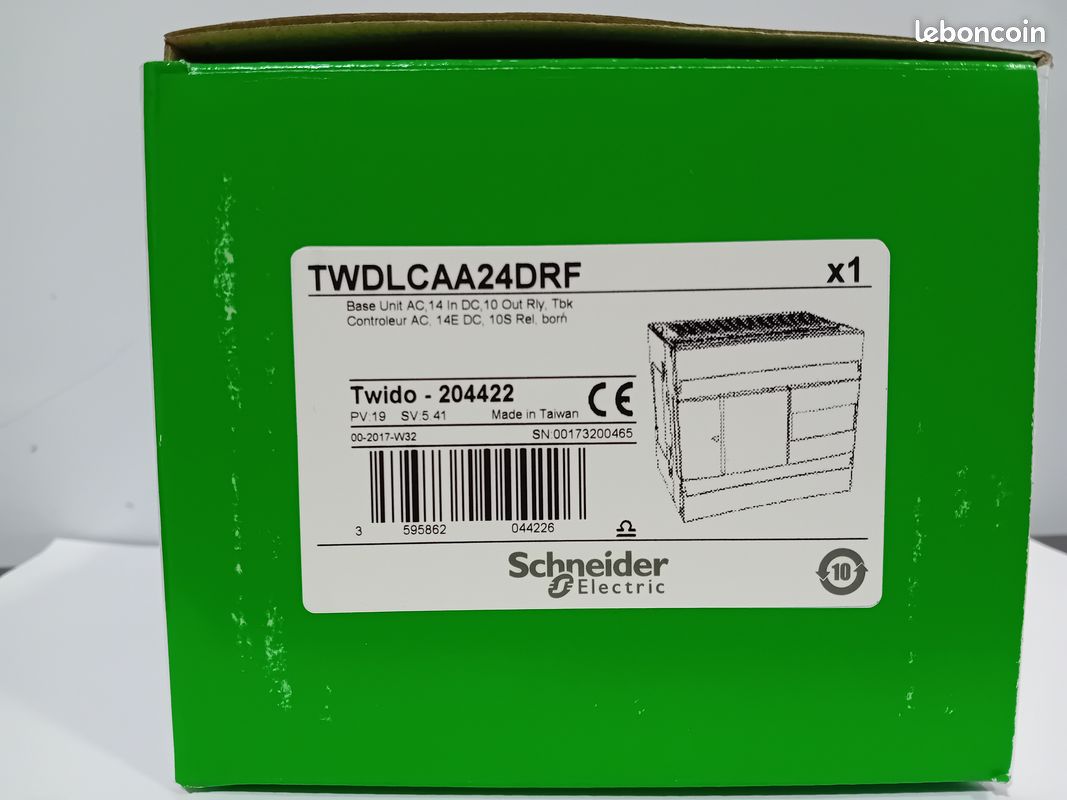 leboncoin
TWDLCAA24DRF x1
Base Unit AC,14 In DC,10 Out Rly, Tbk
Controleur AC, 14E DC, 10S Rel. born
Twido - 204422 CE
PV:19 SV:5.41 Made in Taiwan
00-2017-W32 SN:00173200465
3 595862 044226
Schneider
Electric
10